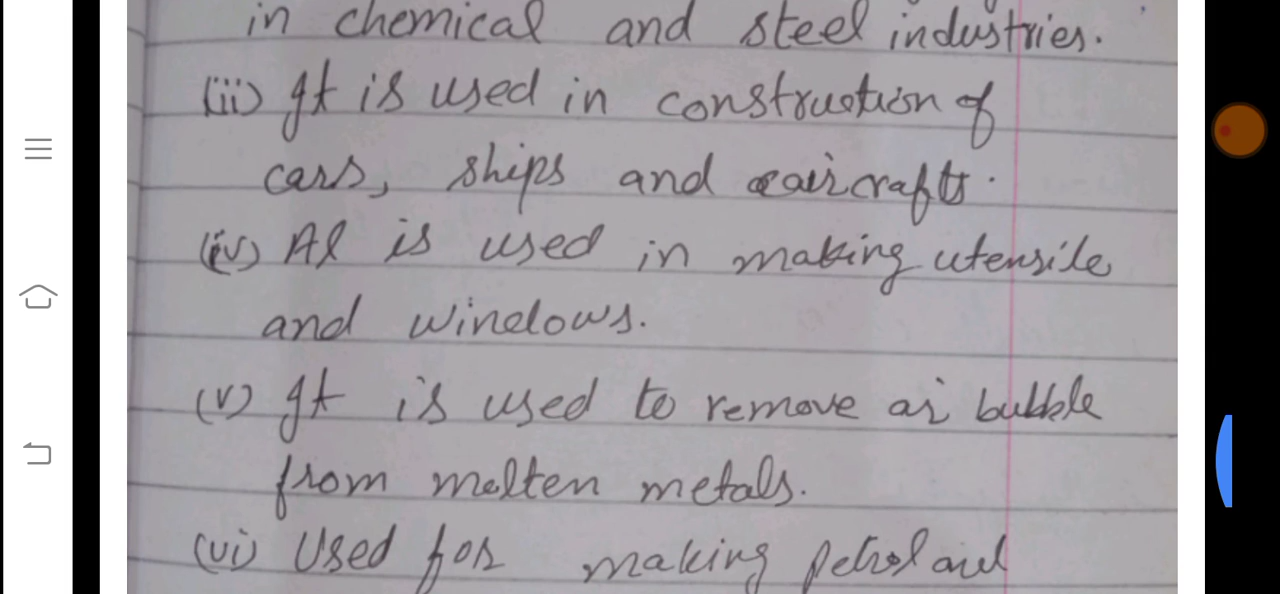 in chemical and steel industries.
(iii) It is used in construction of
cars, ships and aircrafts.
(iv) Al is used in making utensile
and windows.
(v) It is used to remove ai bubble
from molten metals.
(vi) Used for making petrol and